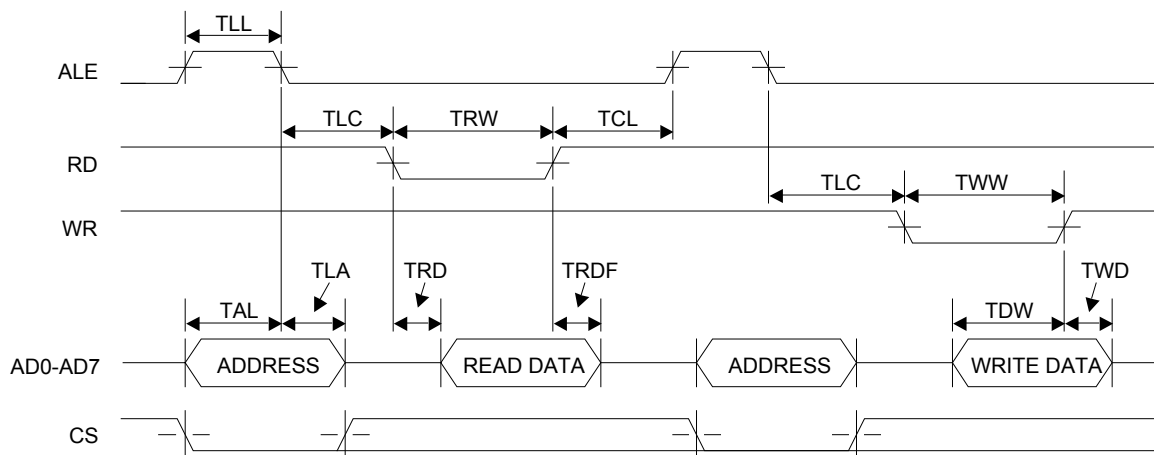 TLL
ALE
TLC TRW TCL
RD
TLC TWW
WR
TLA TRD TRDF TWD
TAL TDW
AD0-AD7 ADDRESS READ DATA ADDRESS WRITE DATA
CS